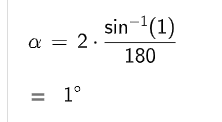 α = 2 · sin⁻¹(1) / 180
= 1°